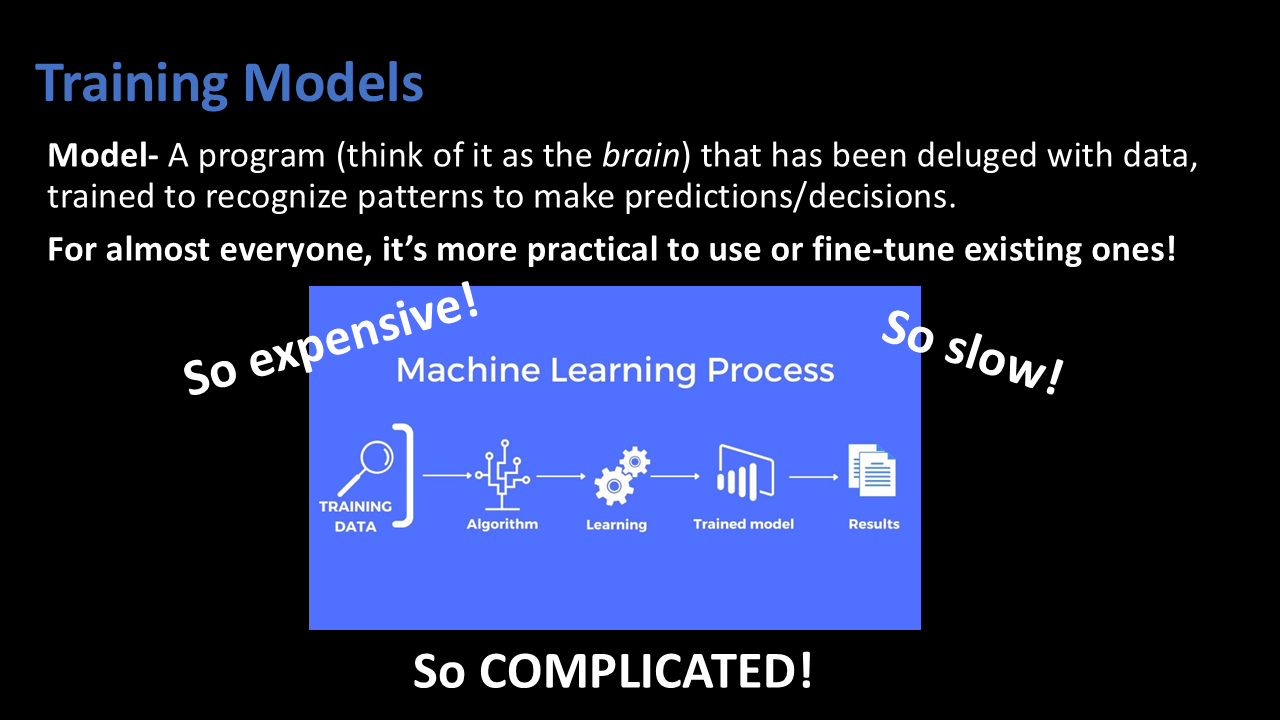 Training Models
Model- A program (think of it as the brain) that has been deluged with data,
trained to recognize patterns to make predictions/decisions.
For almost everyone, it’s more practical to use or fine-tune existing ones!
So expensive!
So slow!
Machine Learning Process
TRAINING
DATA
Algorithm
Learning
Trained model
Results
So COMPLICATED!